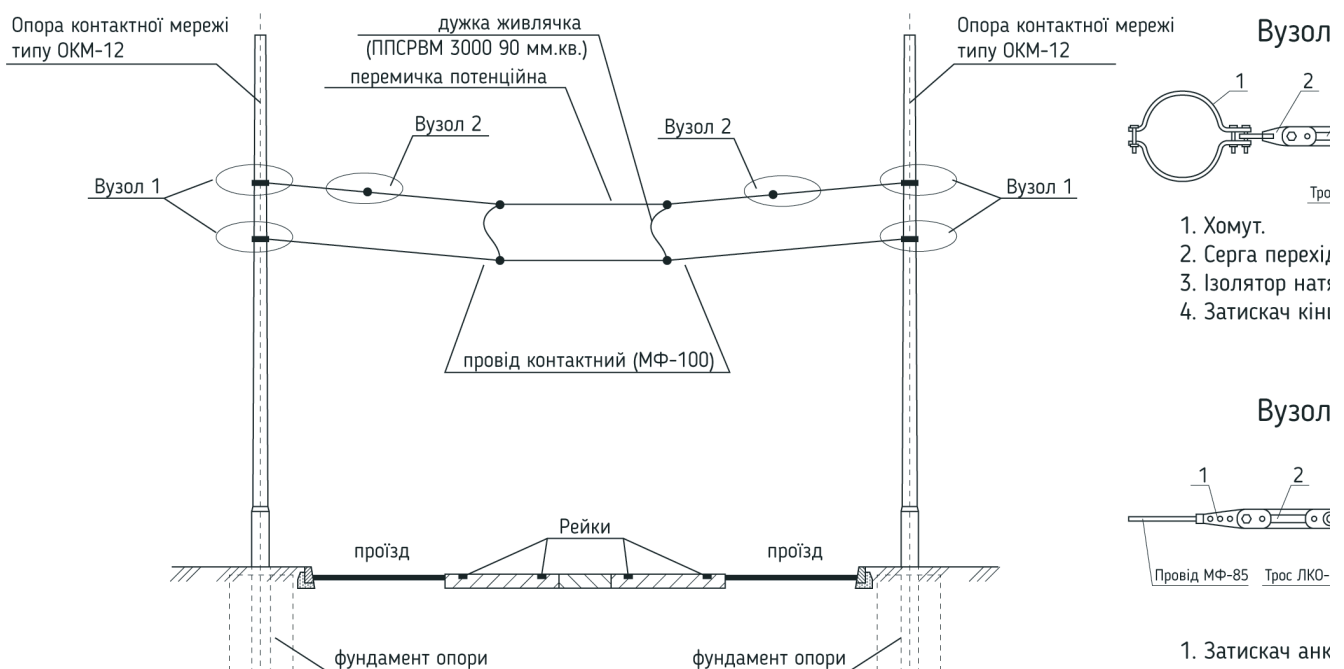 Опора контактної мережі
типу ОКМ-12
дужка живлячка
(ППСРВМ 3000 90 мм.кв.)
перемичка потенційна
Опора контактної мережі
типу ОКМ-12
Вузол 2
Вузол 2
Вузол 1
Вузол 1
провід контактний (МФ-100)
Рейки
проїзд
проїзд
фундамент опори
фундамент опори
Вузол
1
2
1. Хомут.
2. Серга
3. Ізолятор
4. Затискач
Вузол
1
2
Провід МФ-85
Трос ЛКО-
1. Затискач